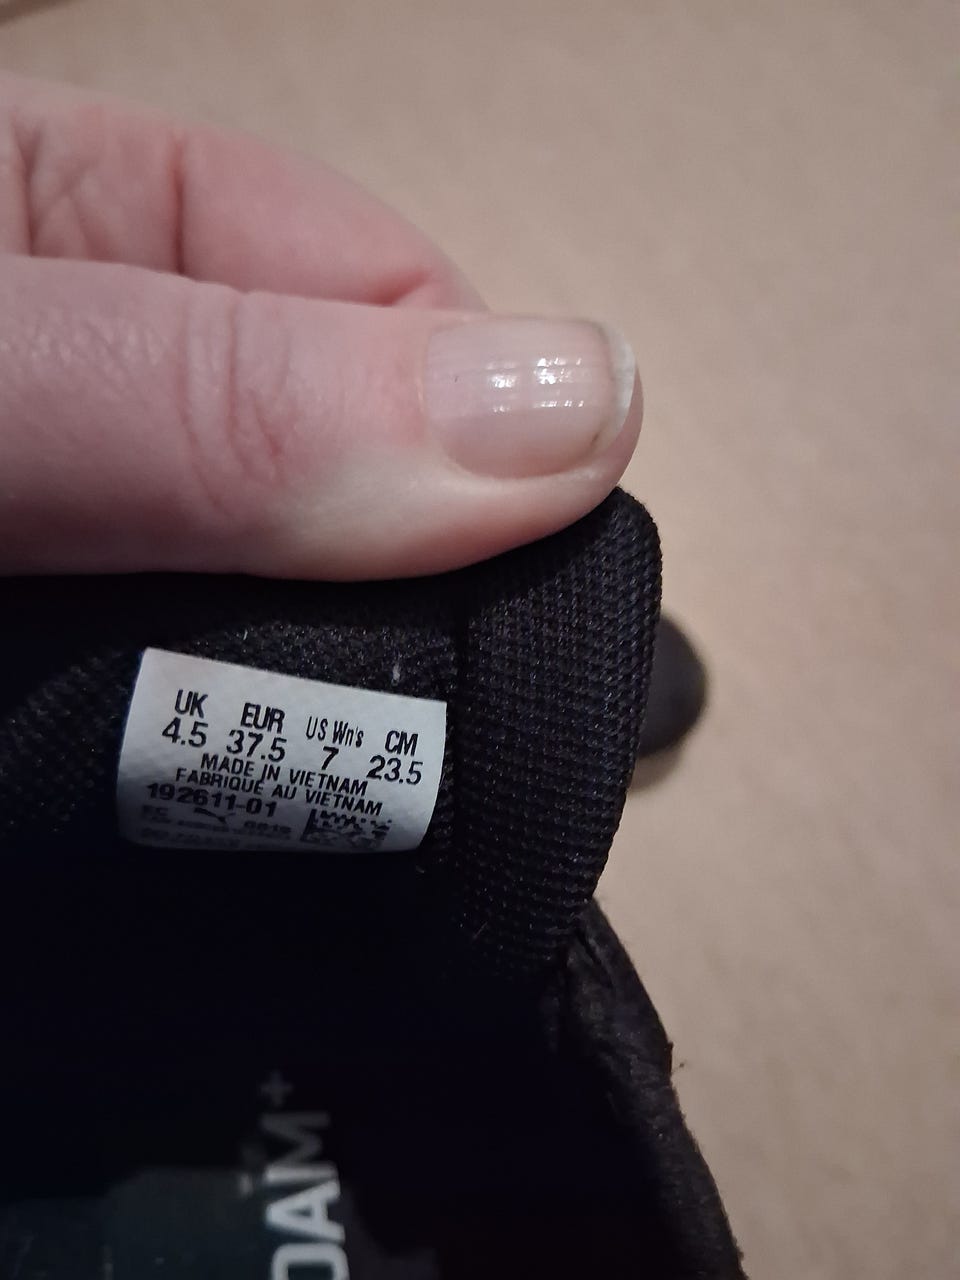 UK EUR US Wn's CM
4.5 37.5 7 23.5
MADE IN VIETNAM
FABRIQUE AU VIETNAM
192611-01
OAM+